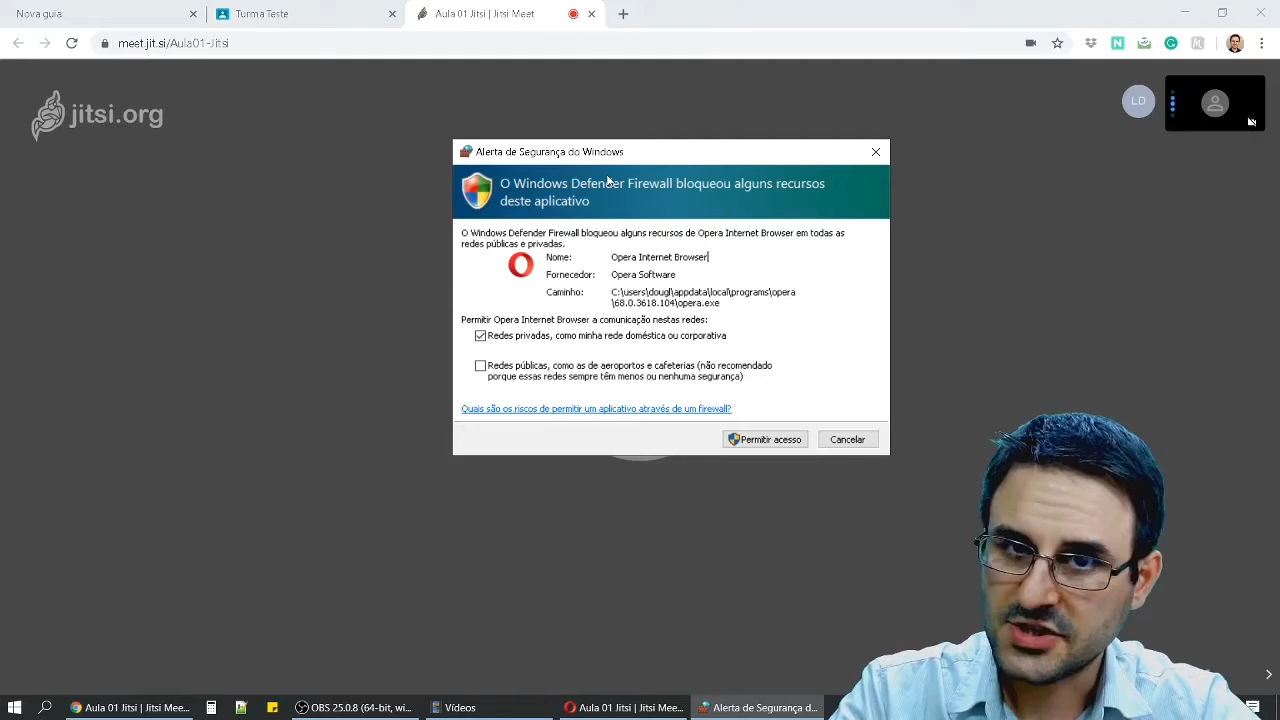 Nova guia
Turma Teste
Aula 01 Jitsi | Jitsi Meet
meet.jit.si/Aula01-Jitsi
jitsi.org
LD
Alerta de Segurança do Windows
O Windows Defender Firewall bloqueou alguns recursos
deste aplicativo
O Windows Defender Firewall bloqueou alguns recursos de Opera Internet Browser em todas as
redes públicas e privadas.
Nome: Opera Internet Browser
Fornecedor: Opera Software
Caminho: C:\users\dougl\appdata\local\programs\opera
\68.0.3618.104\opera.exe
Permitir Opera Internet Browser a comunicação nestas redes:
Redes privadas, como minha rede doméstica ou corporativa
Redes públicas, como as de aeroportos e cafeterias (não recomendado
porque essas redes sempre têm menos ou nenhuma segurança)
Quais são os riscos de permitir um aplicativo através de um firewall?
Permitir acesso Cancelar
Aula 01 Jitsi | Jitsi Mee... OBS 25.0.8 (64-bit, wi... Vídeos Aula 01 Jitsi | Jitsi Mee... Alerta de Segurança d...